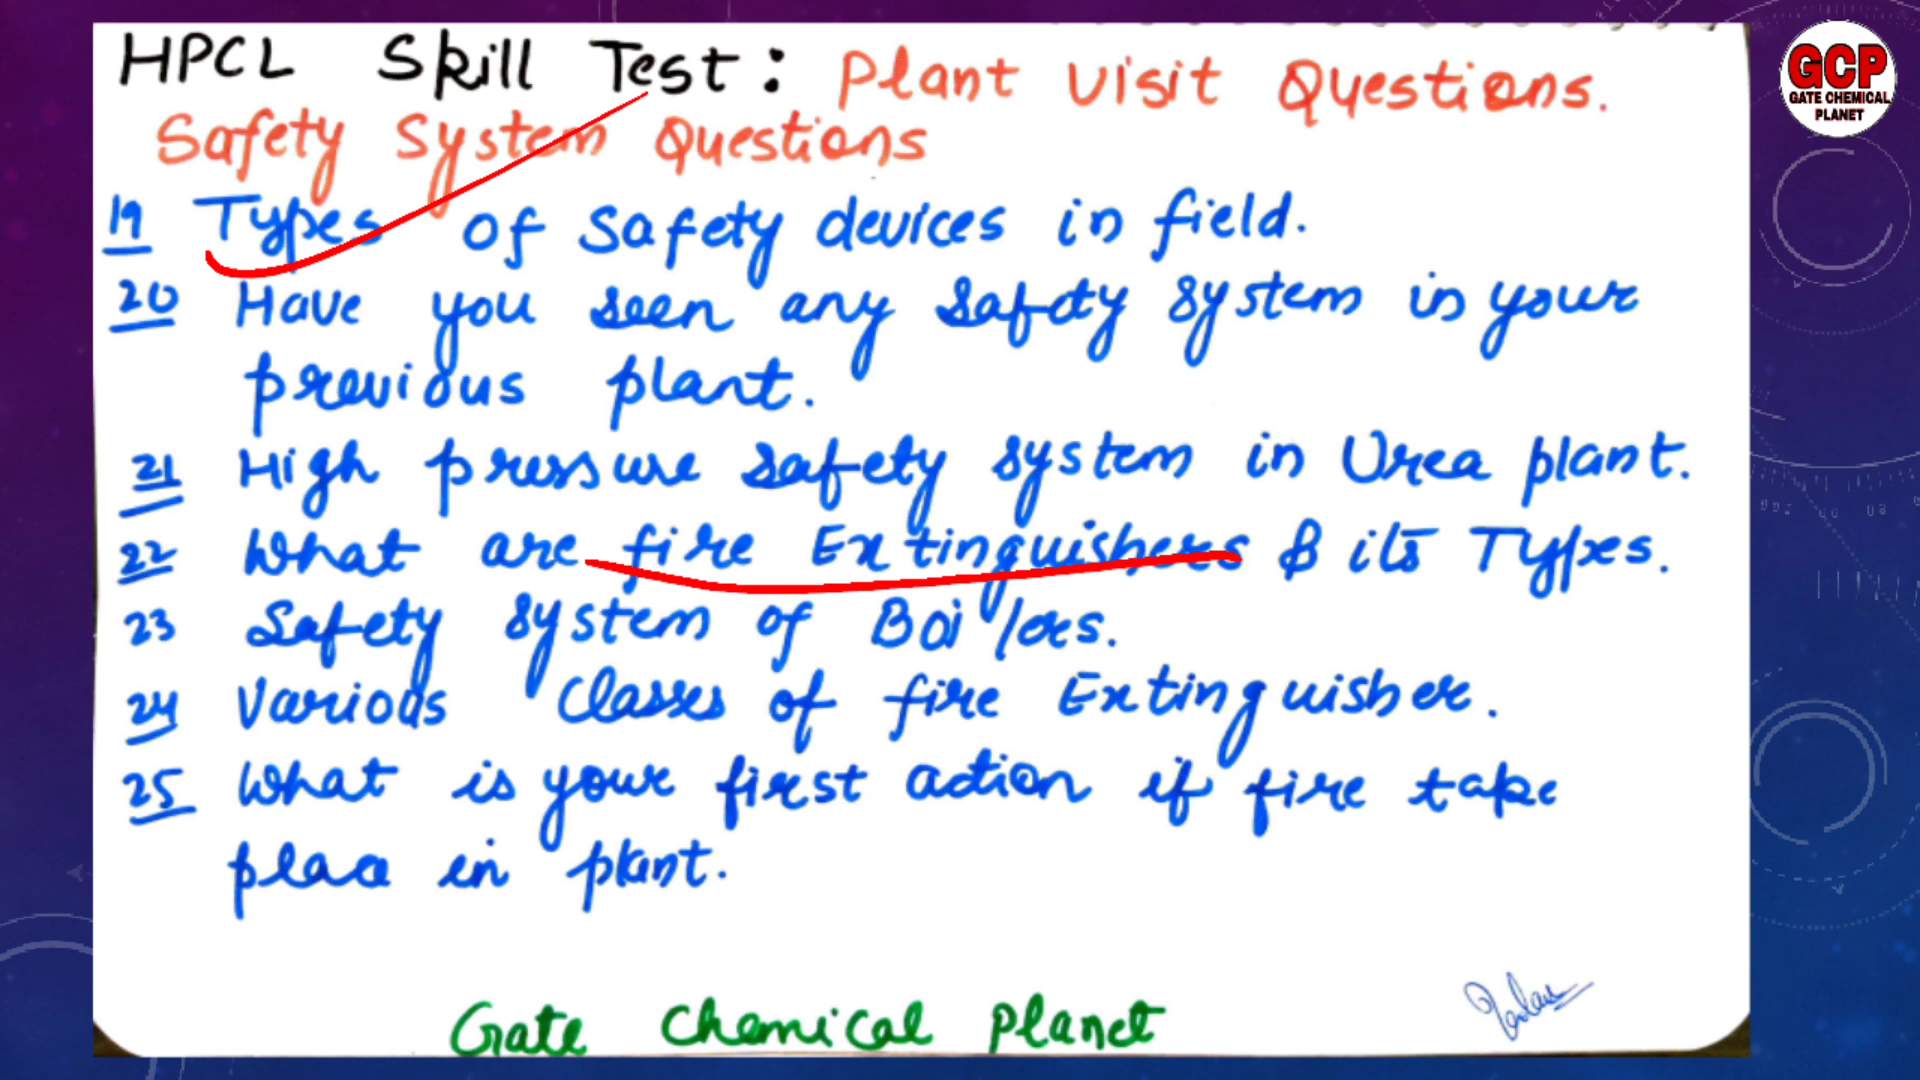 HPCL Skill Test: Plant Visit Questions.
GCP
GATE CHEMICAL
PLANET
Safety System Questions
19 Types of Safety devices in field.
20 Have you seen any Safety System in your
previous plant.
21 High pressure Safety System in Urea plant.
22 What are fire Extinguishers & its Types.
23 Safety System of Boilers.
24 Various Classes of fire Extinguisher.
25 What is your first action if fire take
place in plant.
Gate Chemical Planet